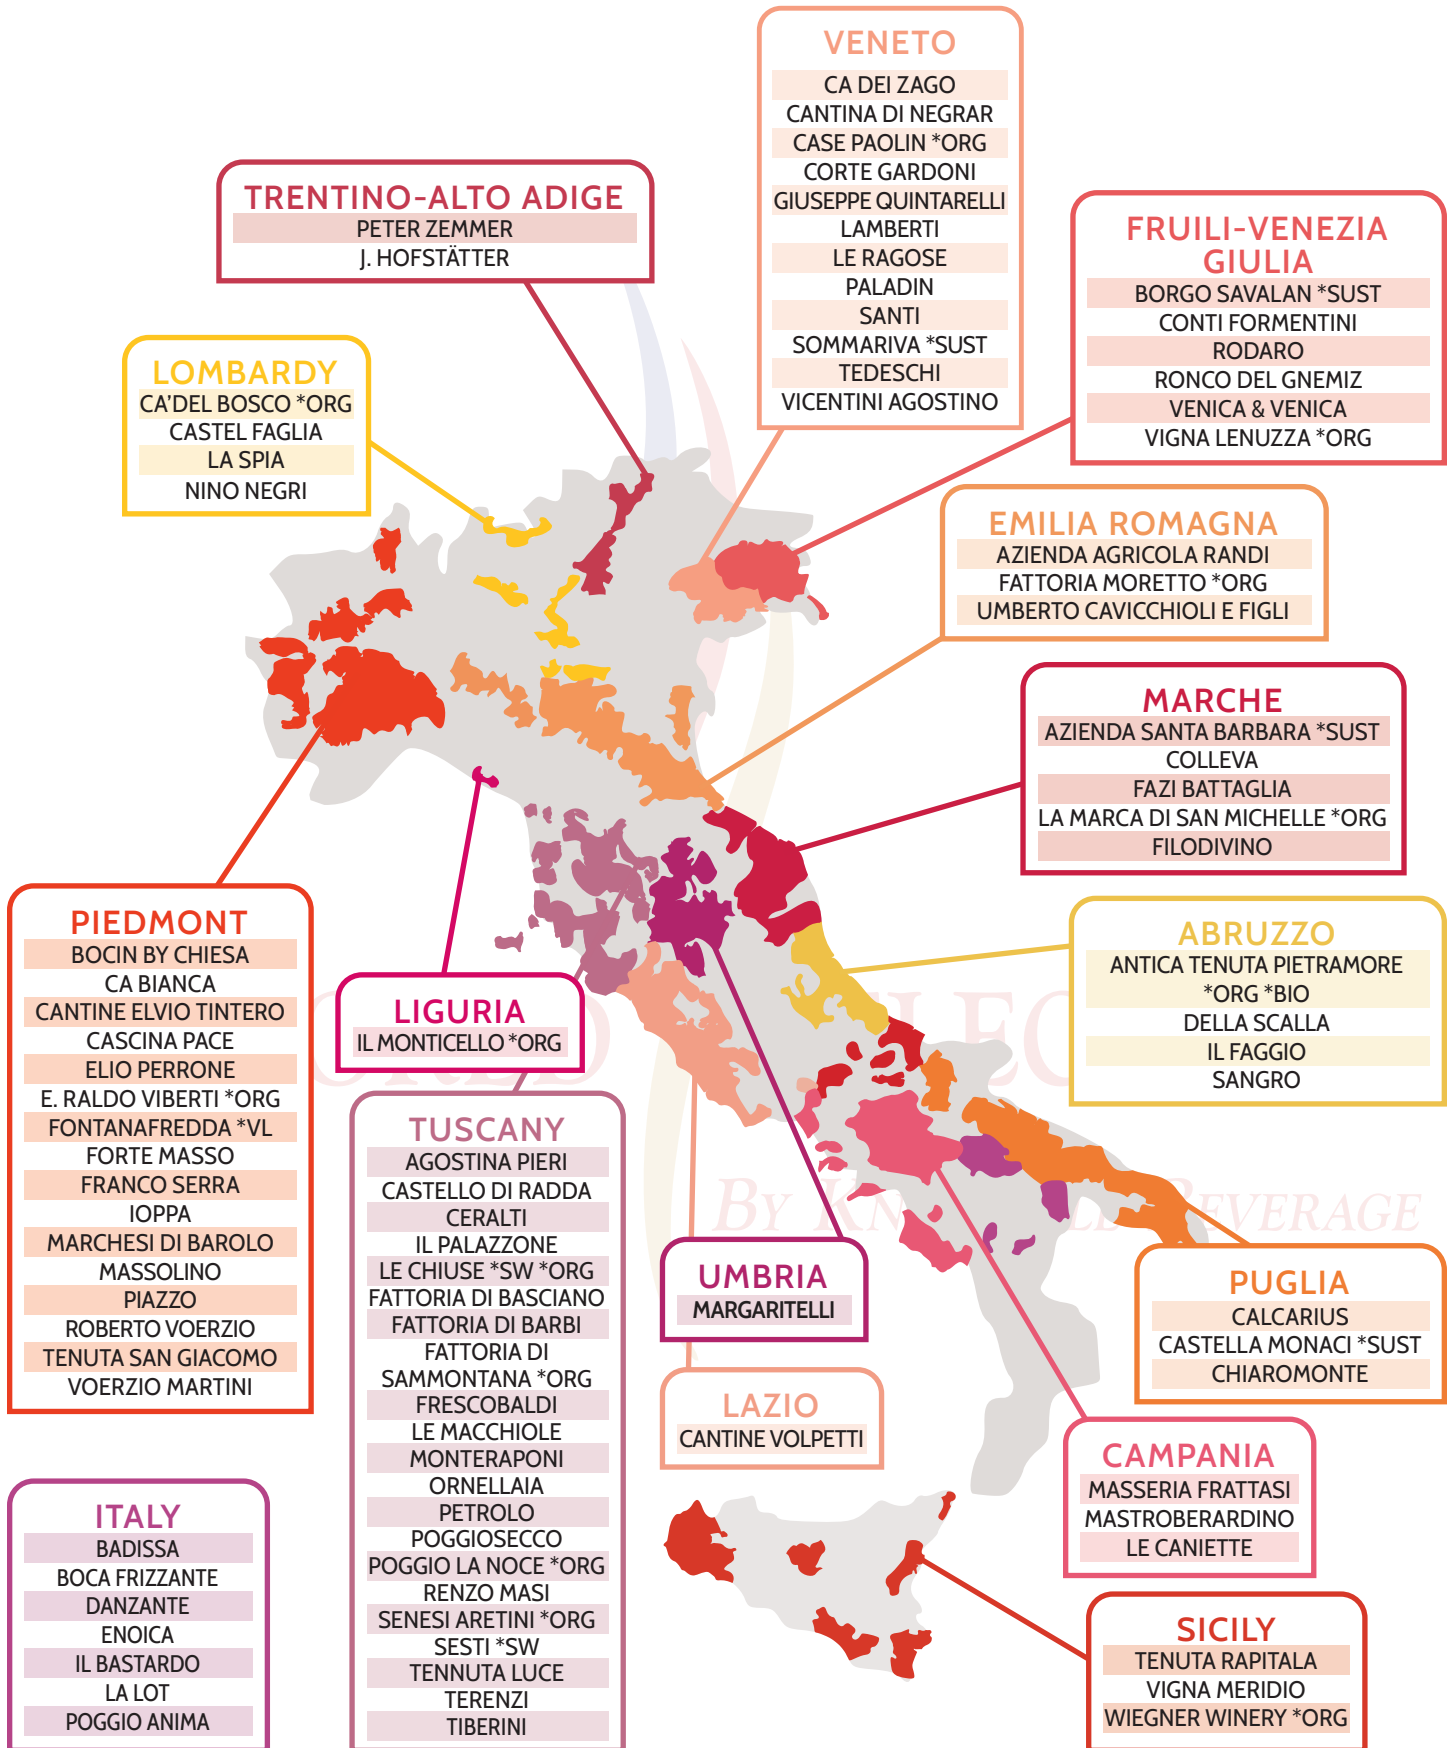 VENETO
CA DEI ZAGO
CANTINA DI NEGRAR
CASE PAOLIN *ORG
CORTE GARDONI
GIUSEPPE QUINTARELLI
LAMBERTI
LE RAGOSE
PALADIN
SANTI
SOMMARIVA *SUST
TEDESCHI
VICENTINI AGOSTINO
TRENTINO-ALTO ADIGE
PETER ZEMMER
J. HOFSTÄTTER
FRUILI-VENEZIA
GIULIA
BORGO SAVALAN *SUST
CONTI FORMENTINI
RODARO
RONCO DEL GNEMIZ
VENICA & VENICA
VIGNA LENUZZA *ORG
LOMBARDY
CA'DEL BOSCO *ORG
CASTEL FAGLIA
LA SPIA
NINO NEGRI
EMILIA ROMAGNA
AZIENDA AGRICOLA RANDI
FATTORIA MORETTO *ORG
UMBERTO CAVICCHIOLI E FIGLI
MARCHE
AZIENDA SANTA BARBARA *SUST
COLLEVA
FAZI BATTAGLIA
LA MARCA DI SAN MICHELLE *ORG
FILODIVINO
PIEDMONT
BOCIN BY CHIESA
CA BIANCA
CANTINE ELVIO TINTERO
CASCINA PACE
ELIO PERRONE
E. RALDO VIBERTI *ORG
FONTANAFREDDA *VL
FORTE MASSO
FRANCO SERRA
IOPPA
MARCHESI DI BAROLO
MASSOLINO
PIAZZO
ROBERTO VOERZIO
TENUTA SAN GIACOMO
VOERZIO MARTINI
LIGURIA
IL MONTICELLO *ORG
ABRUZZO
ANTICA TENUTA PIETRAMORE
*ORG *BIO
DELLA SCALLA
IL FAGGIO
SANGRO
TUSCANY
AGOSTINA PIERI
CASTELLO DI RADDA
CERALTI
IL PALAZZONE
LE CHIUSE *SW *ORG
FATTORIA DI BASCIANO
FATTORIA DI BARBI
FATTORIA DI
SAMMONTANA *ORG
FRESCOBALDI
LE MACCHIOLE
MONTERAPONI
ORNELLAIA
PETROLO
POGGIOSECCO
POGGIO LA NOCE *ORG
RENZO MASI
SENESI ARETINI *ORG
SESTI *SW
TENNUTA LUCE
TERENZI
TIBERINI
BY
BEVERAGE
UMBRIA
MARGARITELLI
PUGLIA
CALCARIUS
CASTELLA MONACI *SUST
CHIAROMONTE
LAZIO
CANTINE VOLPETTI
CAMPANIA
MASSERIA FRATTASI
MASTROBERARDINO
LE CANIETTE
ITALY
BADISSA
BOCA FRIZZANTE
DANZANTE
ENOICA
IL BASTARDO
LA LOT
POGGIO ANIMA
SICILY
TENUTA RAPITALA
VIGNA MERIDIO
WIEGNER WINERY *ORG